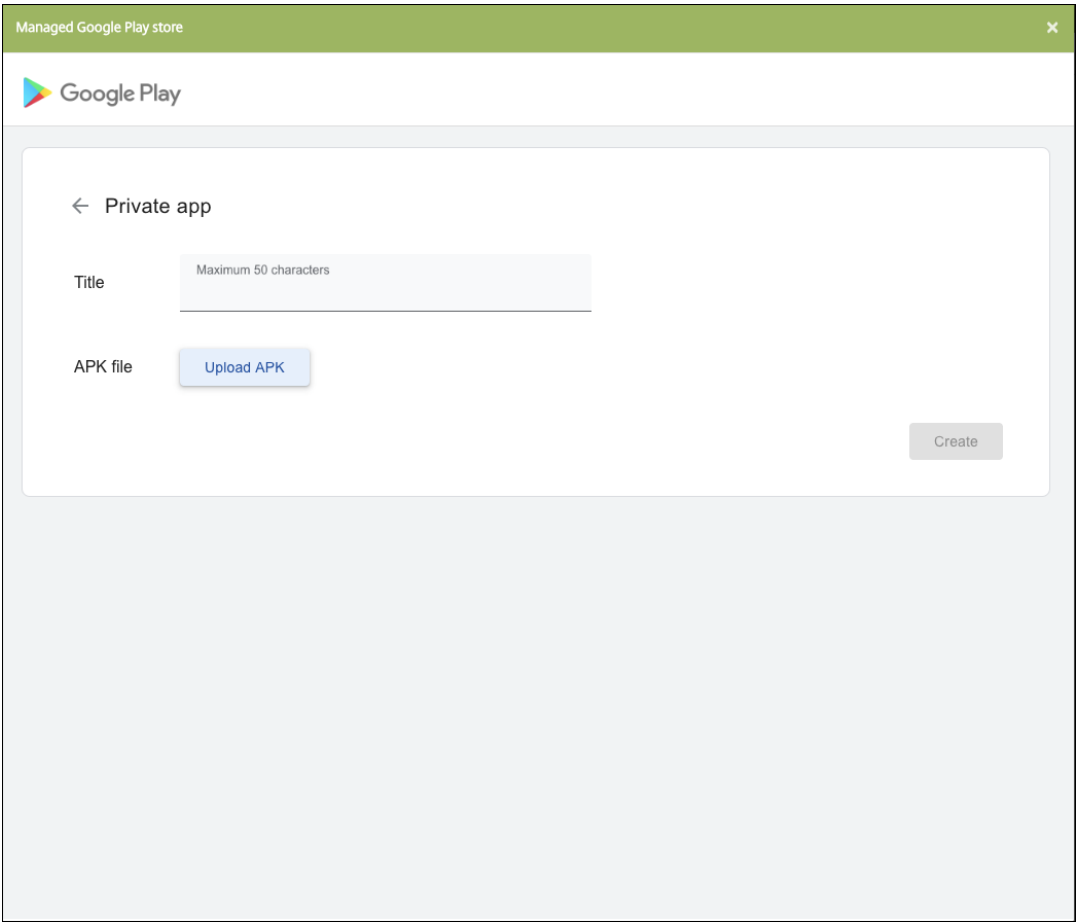 Managed Google Play store ×
Google Play
← Private app
Title
Maximum 50 characters
APK file
Upload APK
Create